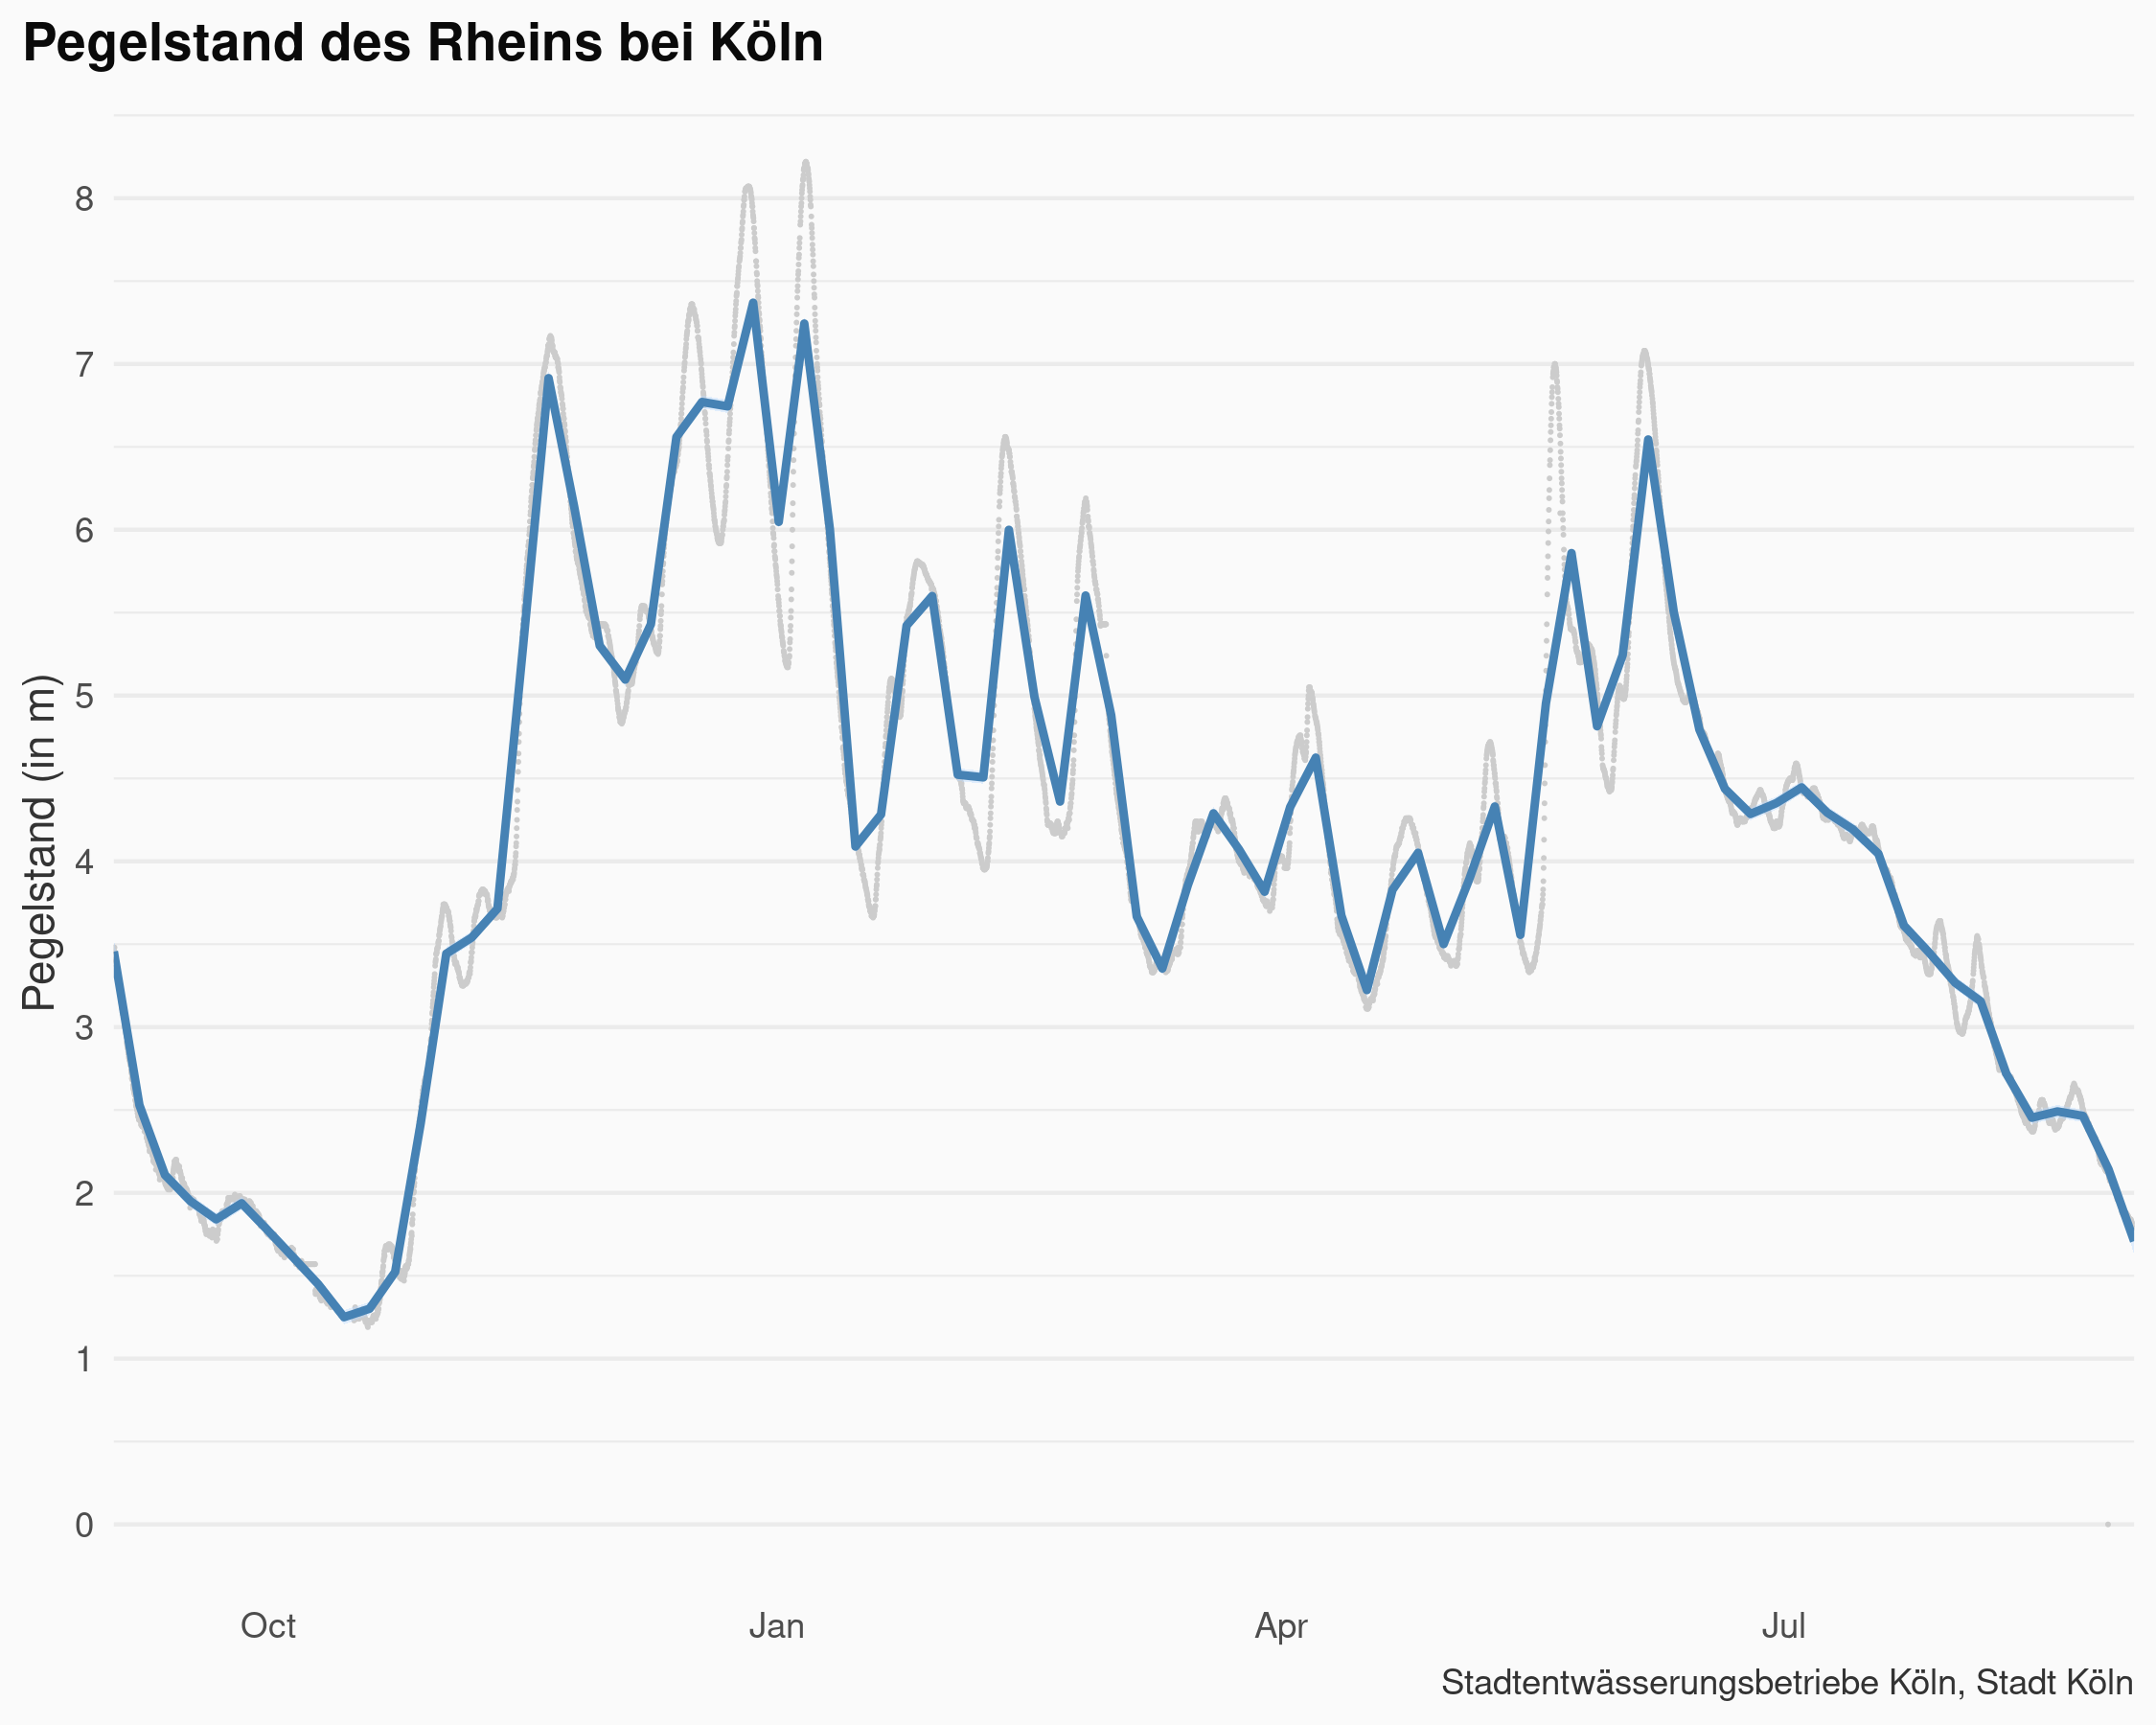 Pegelstand des Rheins bei Köln
Pegelstand (in m)
8
7
6
5
4
3
2
1
0
Oct Jan Apr Jul
Stadtentwässerungsbetriebe Köln, Stadt Köln